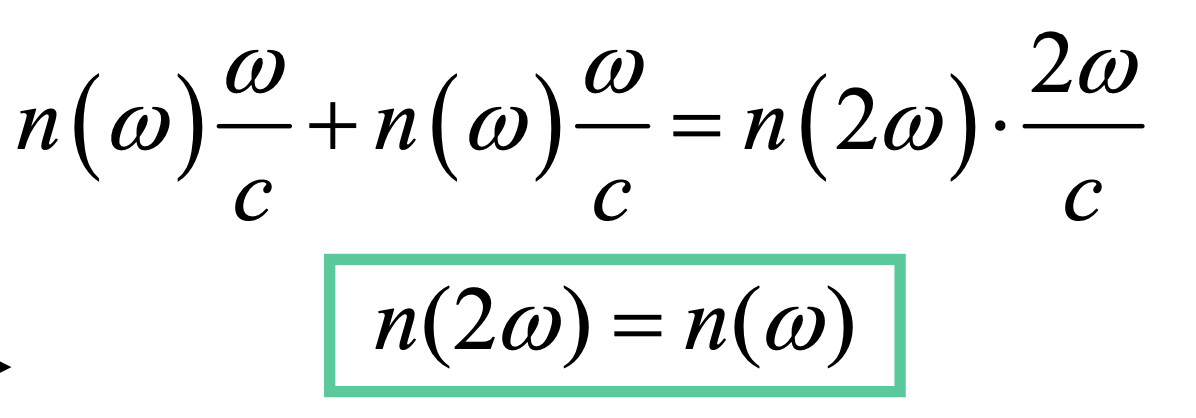 n(ω) ω/c + n(ω) ω/c = n(2ω) · 2ω/c
n(2ω) = n(ω)